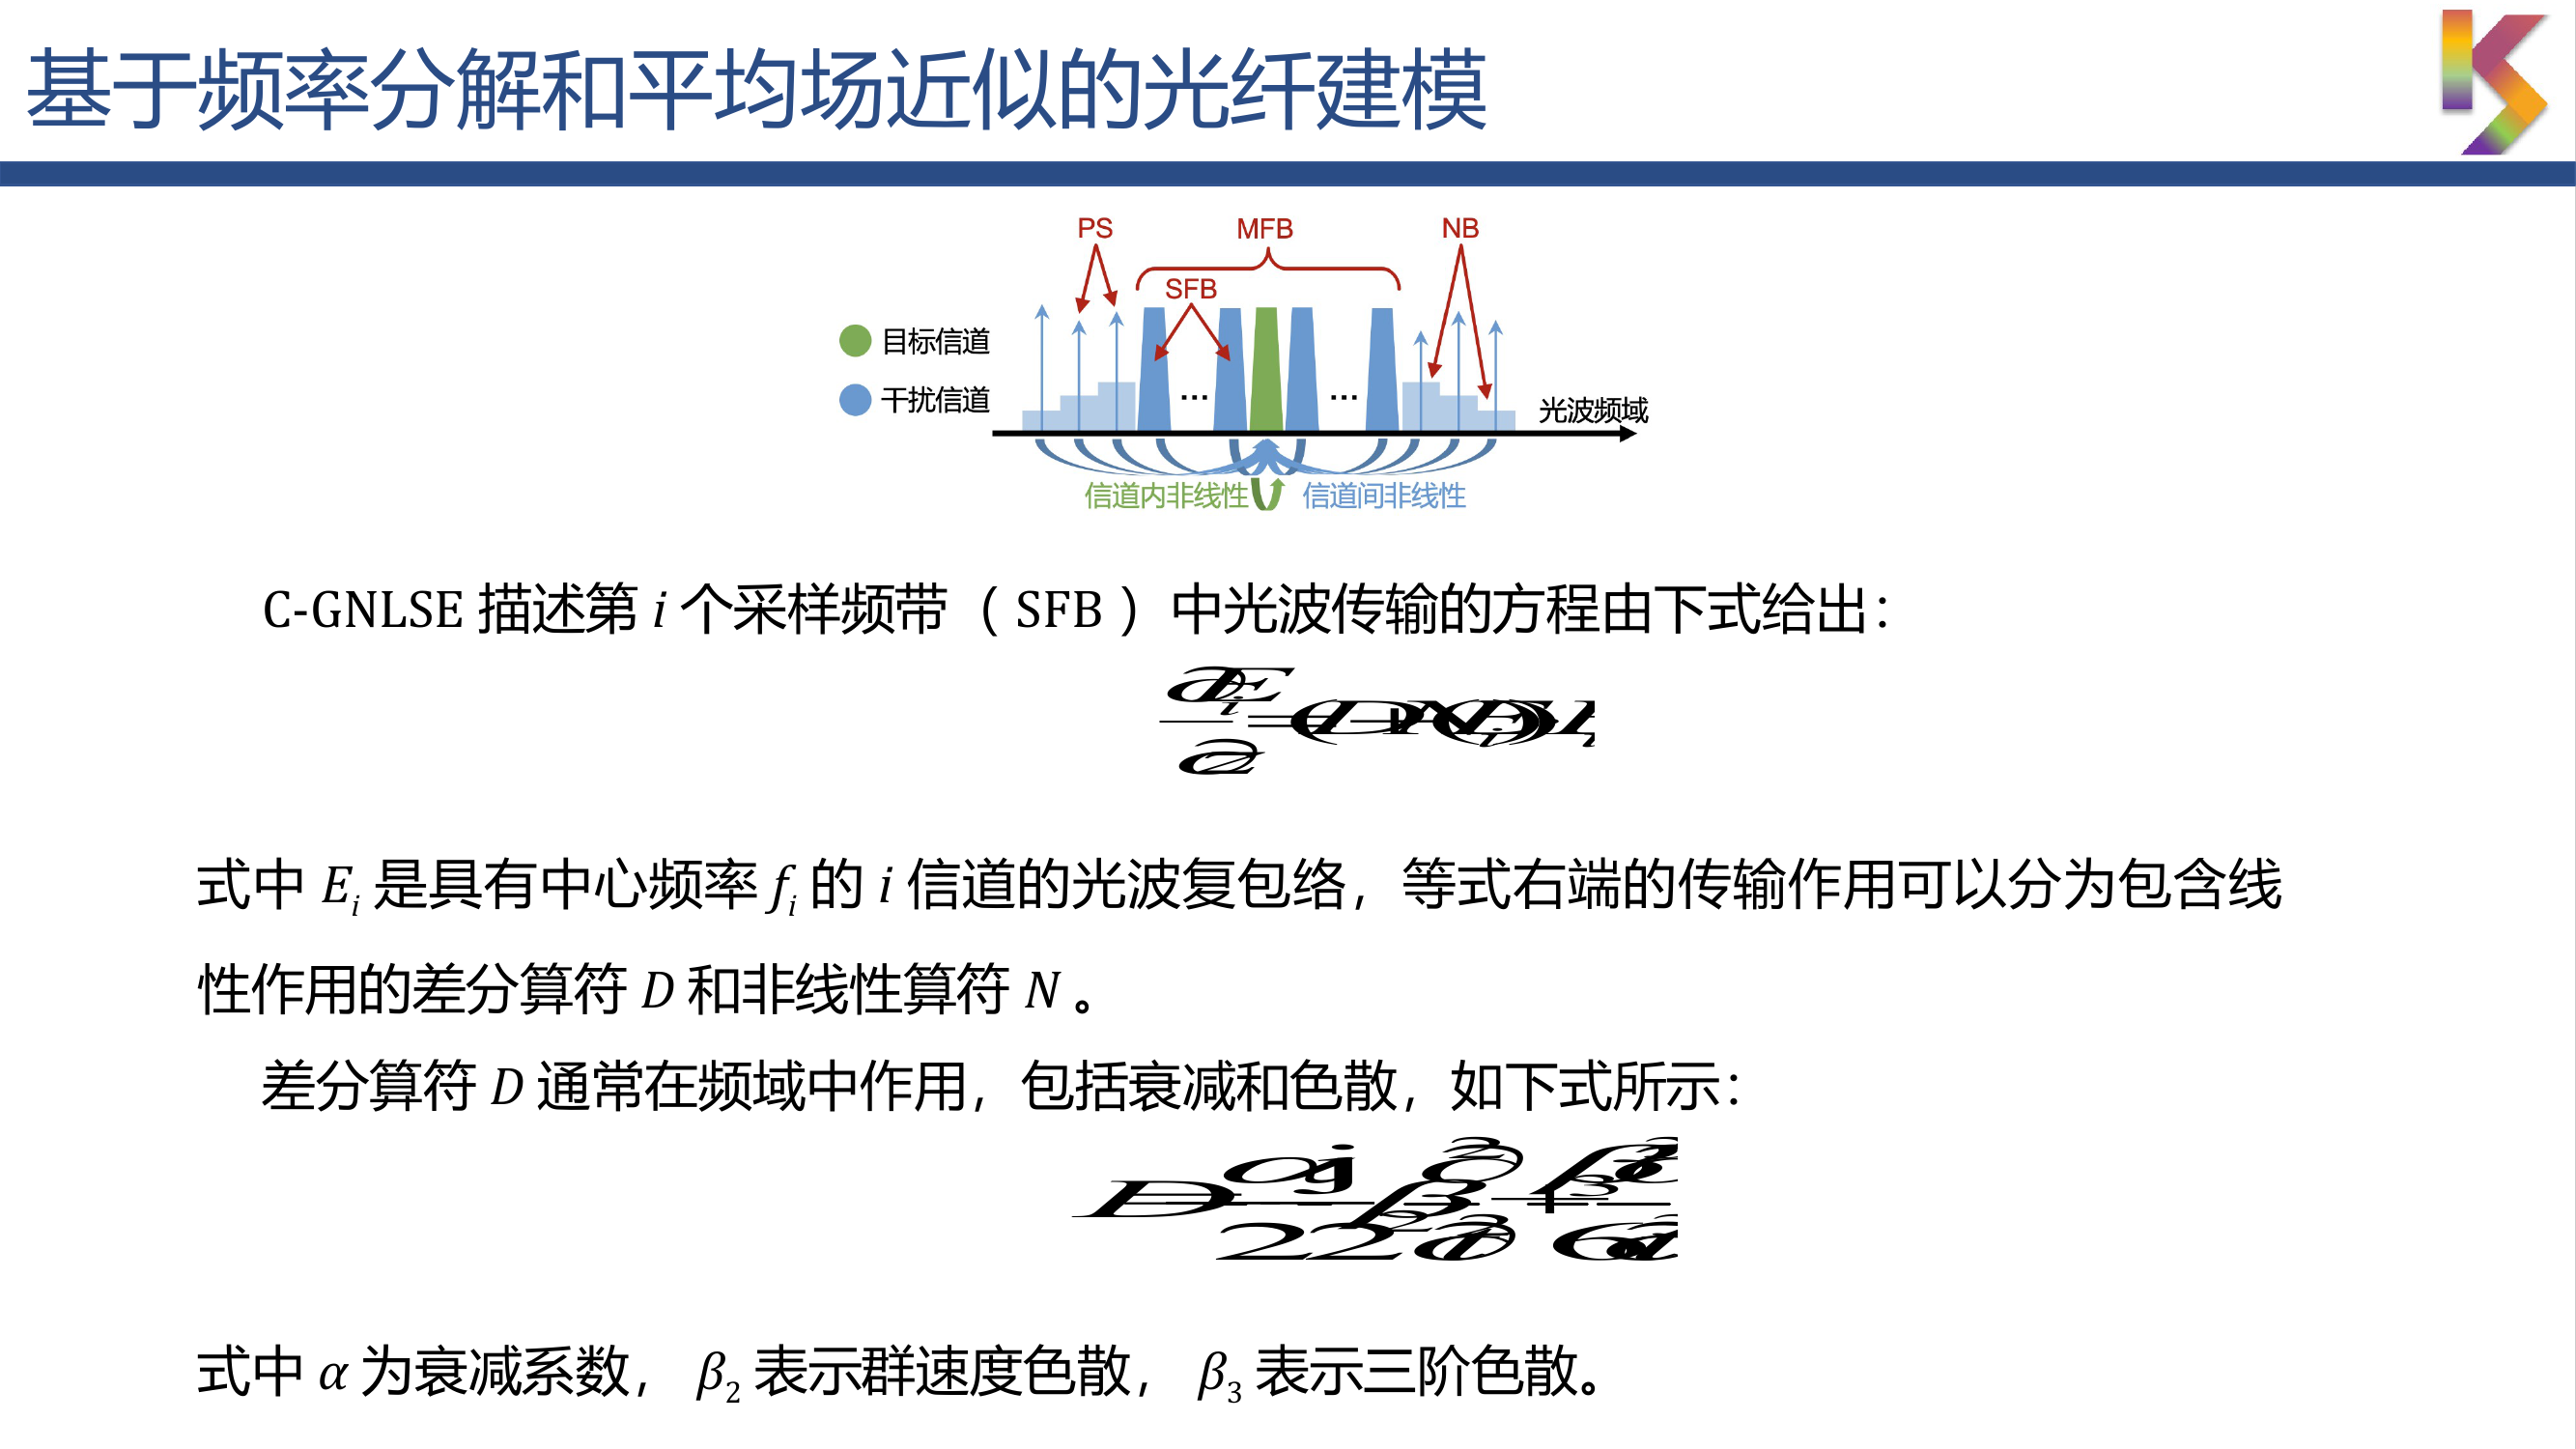 基于频率分解和平均场近似的光纤建模
PS
MFB
NB
SFB
目标信道
干扰信道
...
...
光波频域
信道内非线性
信道间非线性
C-GNLSE 描述第 i 个采样频带（SFB）中光波传输的方程由下式给出：
式中 Eᵢ 是具有中心频率 fᵢ 的 i 信道的光波复包络，等式右端的传输作用可以分为包含线
性作用的差分算符 D 和非线性算符 N 。
差分算符 D 通常在频域中作用，包括衰减和色散，如下式所示：
式中 α 为衰减系数， β₂ 表示群速度色散， β₃ 表示三阶色散。